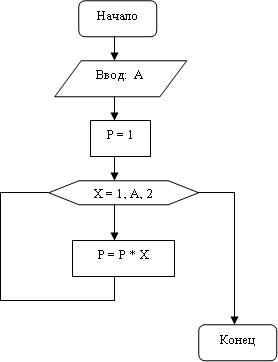 Начало
Ввод: A
P = 1
X = 1, A, 2
P = P * X
Конец